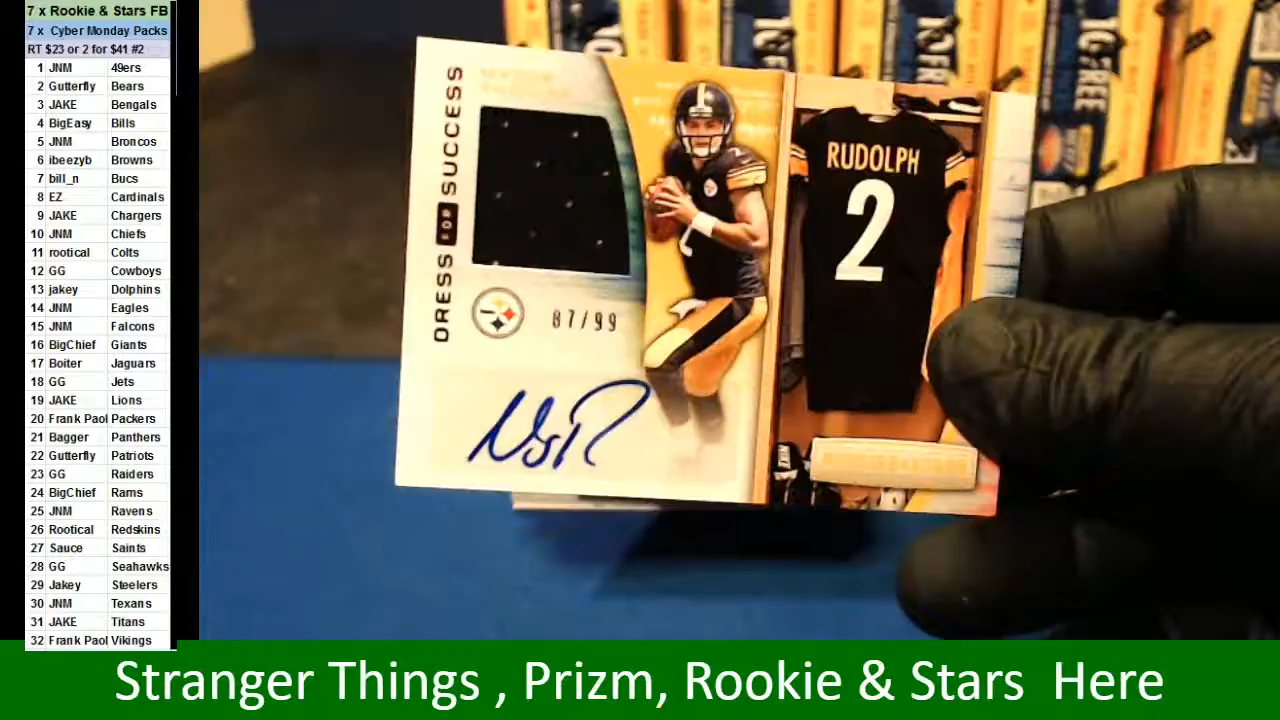 7 x Rookie & Stars FB
7 x Cyber Monday Packs
RT $23 or 2 for $41 #2
1 JNM 49ers
2 Gutterfly Bears
3 JAKE Bengals
4 BigEasy Bills
5 JNM Broncos
6 ibeezyb Browns
7 bill_n Bucs
8 EZ Cardinals
9 JAKE Chargers
10 JNM Chiefs
11 rootical Colts
12 GG Cowboys
13 jakey Dolphins
14 JNM Eagles
15 JNM Falcons
16 BigChief Giants
17 Boiter Jaguars
18 GG Jets
19 JAKE Lions
20 Frank Paol Packers
21 Bagger Panthers
22 Gutterfly Patriots
23 GG Raiders
24 BigChief Rams
25 JNM Ravens
26 Rootical Redskins
27 Sauce Saints
28 GG Seahawks
29 Jakey Steelers
30 JNM Texans
31 JAKE Titans
32 Frank Paol Vikings
DRESS FOR SUCCESS
87/99
RUDOLPH
2
Stranger Things , Prizm, Rookie & Stars Here